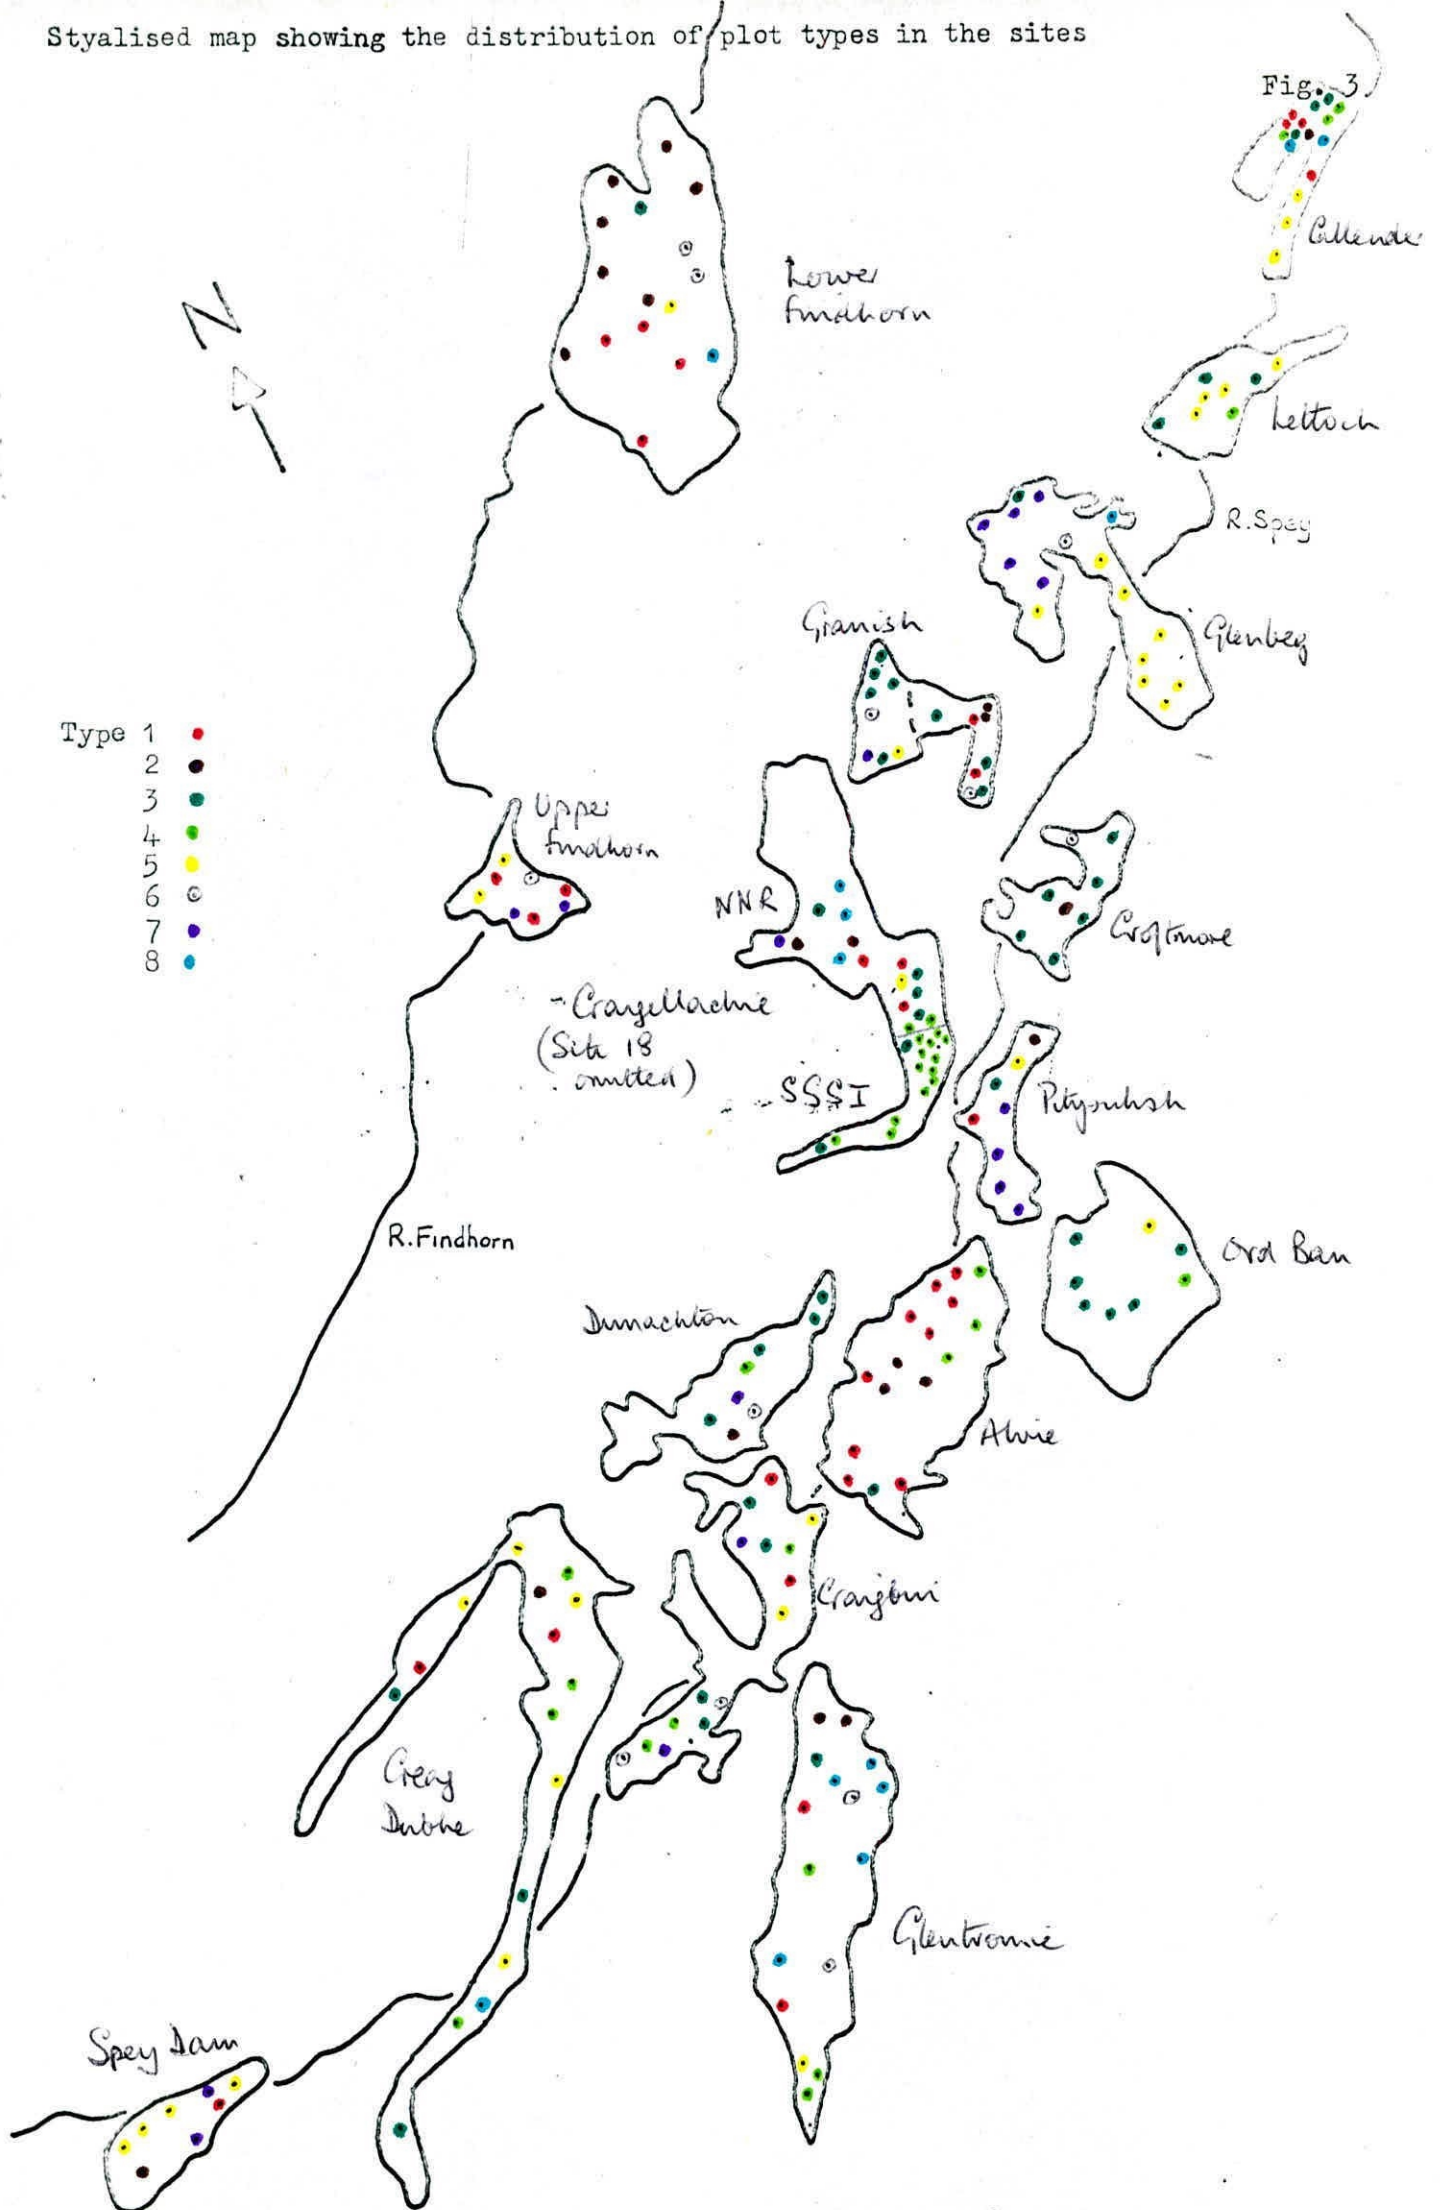 Styalised map showing the distribution of plot types in the sites
Fig. 3
Callender
Lower
Findhorn
N
Lettoch
R.Spey
Glenbeg
Granish
Type 1
2
3
4
5
6
7
8
Upper
Findhorn
NNR
Croftmore
- Craigellachie
(Site 18
omitted)
SSSI
Pityoulish
R.Findhorn
Ord Ban
Dunachton
Alvie
Craigbui
Creag
Dubhe
Glentromie
Spey Dam